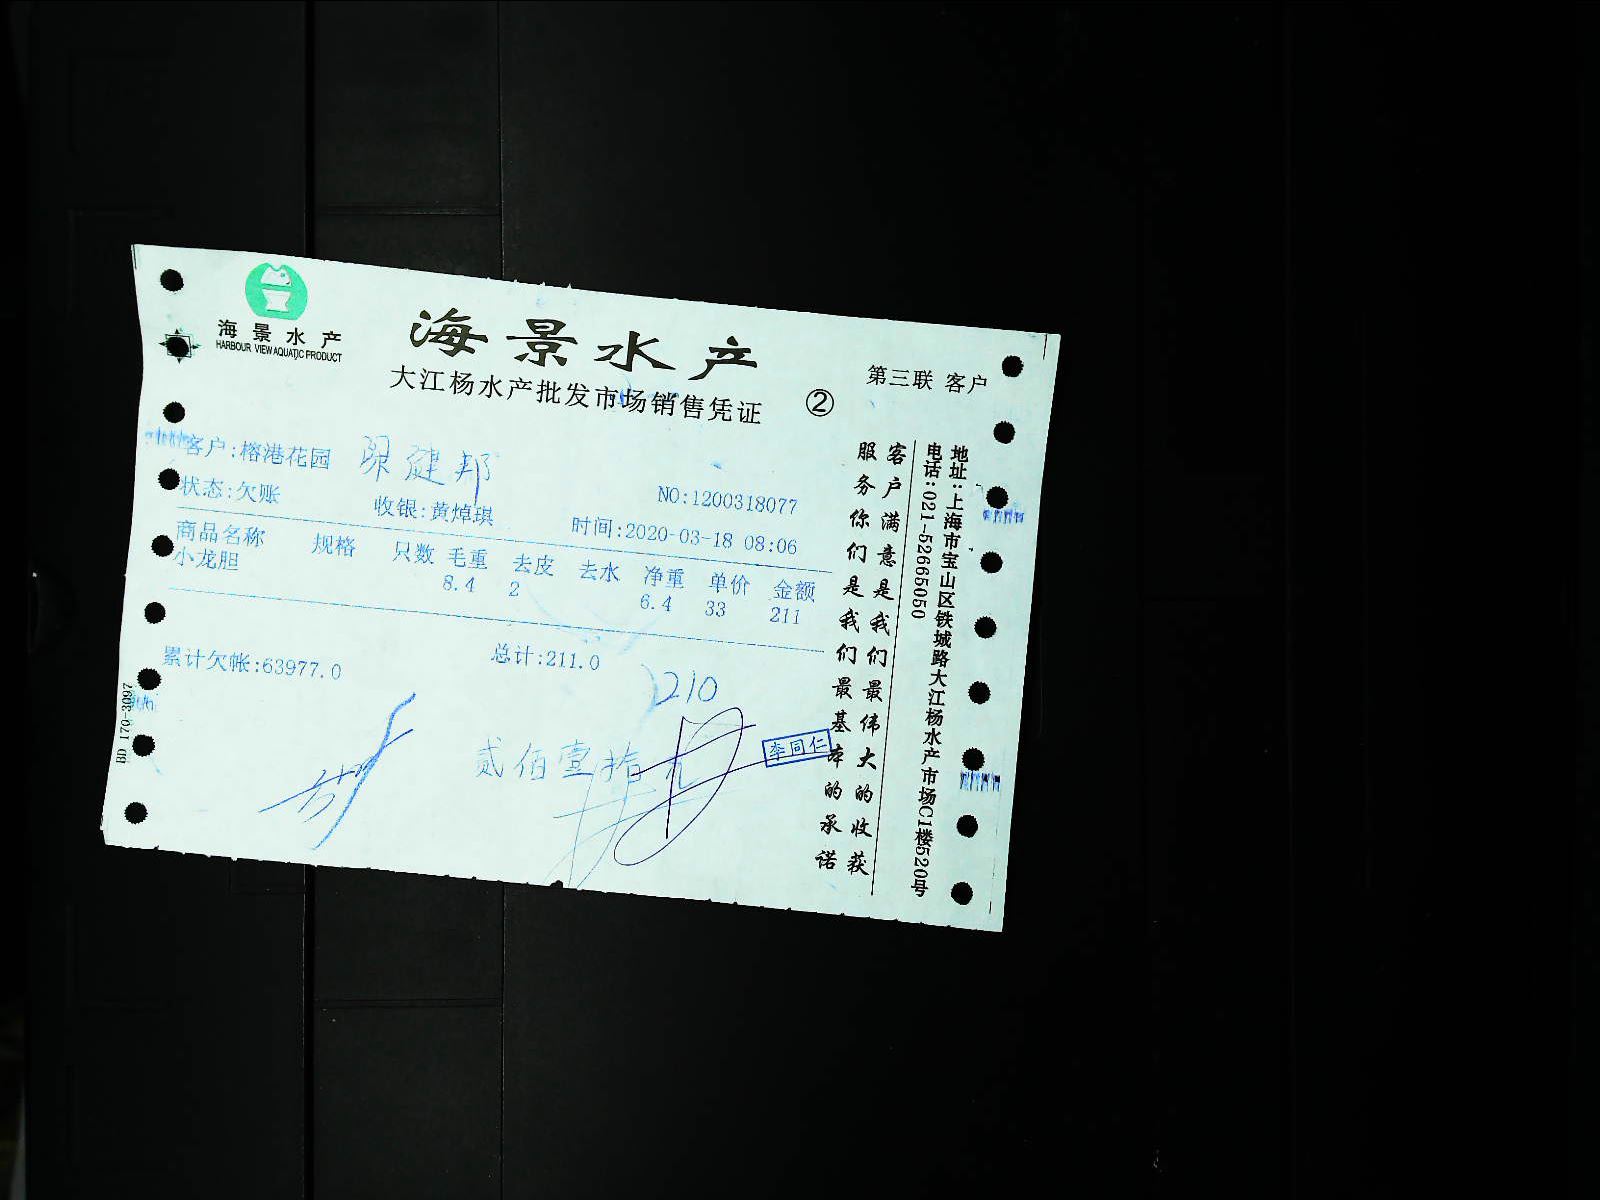 海景水产
HARBOUR VIEW AQUATIC PRODUCT
海景水产
大江杨水产批发市场销售凭证
②
第三联 客户
客户:榕港花园
健邦
状态:欠账
收银:黄焯琪
NO:1200318077
时间:2020-03-18 08:06
商品名称 规格 只数 毛重 去皮 去水 净重 单价 金额
小龙胆 8.4 2 6.4 33 211
累计欠帐:63977.0
总计:211.0
210
贰佰壹拾元
李同仁
客户满意是我们最伟大的收获
服务你们是我们最基本的承诺
地址:上海市宝山区铁城路大江杨水产市场C1楼520号
电话:021-52665050
BD 170-3097